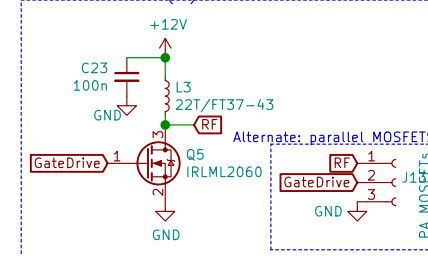 +12V
C23
100n
GND
L3
22T/FT37-43
RF
3
GateDrive
1
Q5
IRLML2060
2
GND
Alternate: parallel MOSFETs
RF
1
GateDrive
2
3
GND
PA MOSFETs